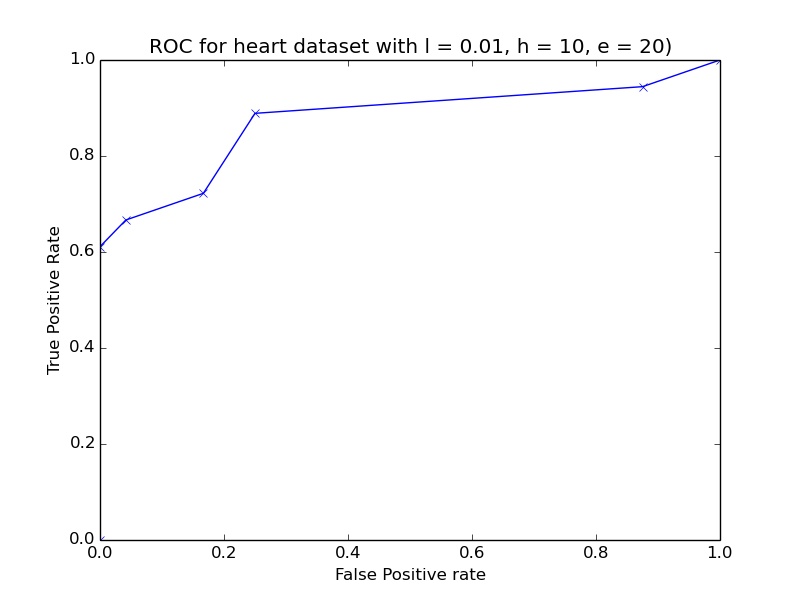 ROC for heart dataset with l = 0.01, h = 10, e = 20)
1.0
0.8
0.6
0.4
0.2
0.0
True Positive Rate
0.0 0.2 0.4 0.6 0.8 1.0
False Positive rate